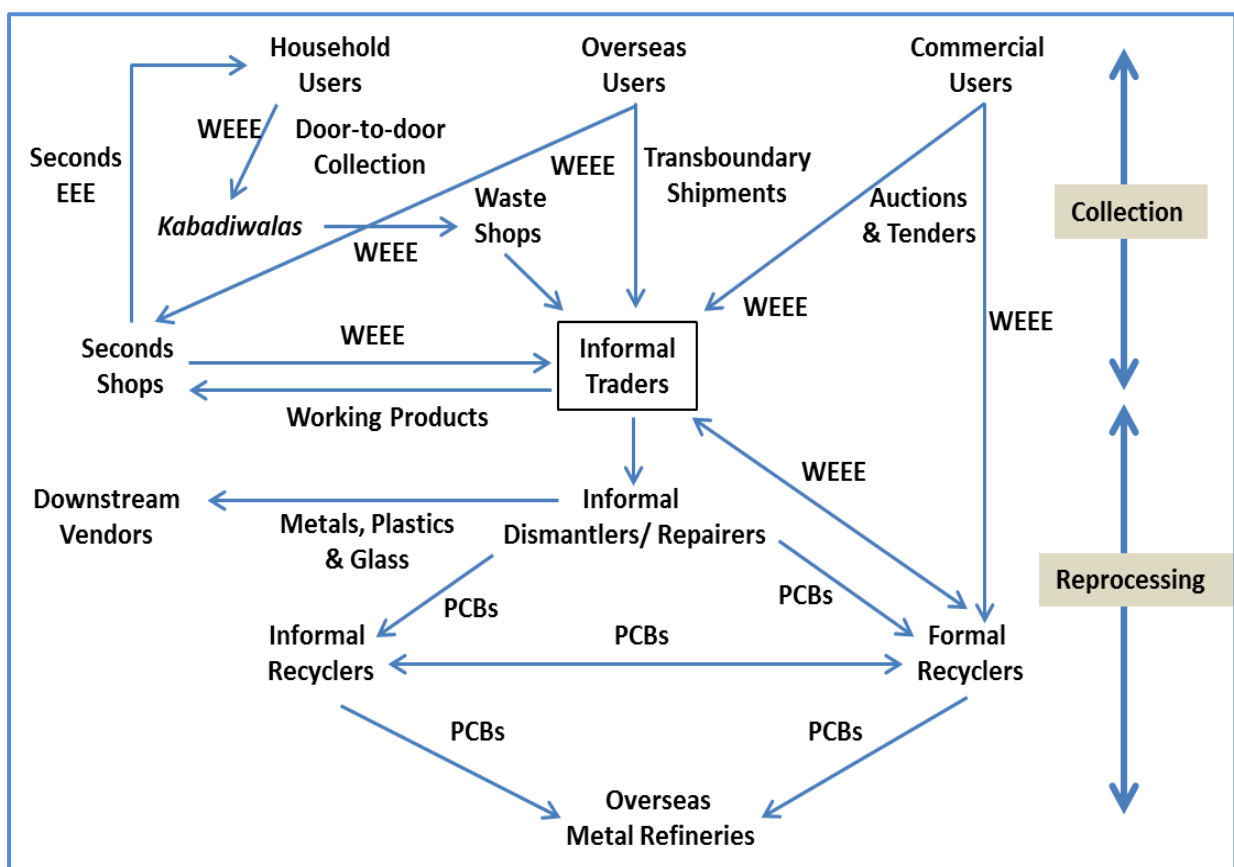 Household
Users
Overseas
Users
Commercial
Users
WEEE
Door-to-door
Collection
Seconds
EEE
WEEE
Transboundary
Shipments
Kabadiwalas
WEEE
Waste
Shops
Auctions
& Tenders
Collection
WEEE
WEEE
Seconds
Shops
WEEE
Informal
Traders
Working Products
WEEE
Downstream
Vendors
Metals, Plastics
& Glass
Informal
Dismantlers/ Repairers
Reprocessing
PCBs
PCBs
Informal
Recyclers
PCBs
Formal
Recyclers
PCBs
PCBs
Overseas
Metal Refineries